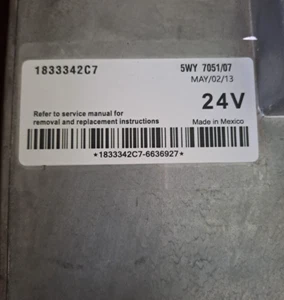 1833342C7 5WY 7051/07
MAY/02/13
24V
Refer to service manual for
removal and replacement instructions Made in Mexico
*1833342C7-6636927*